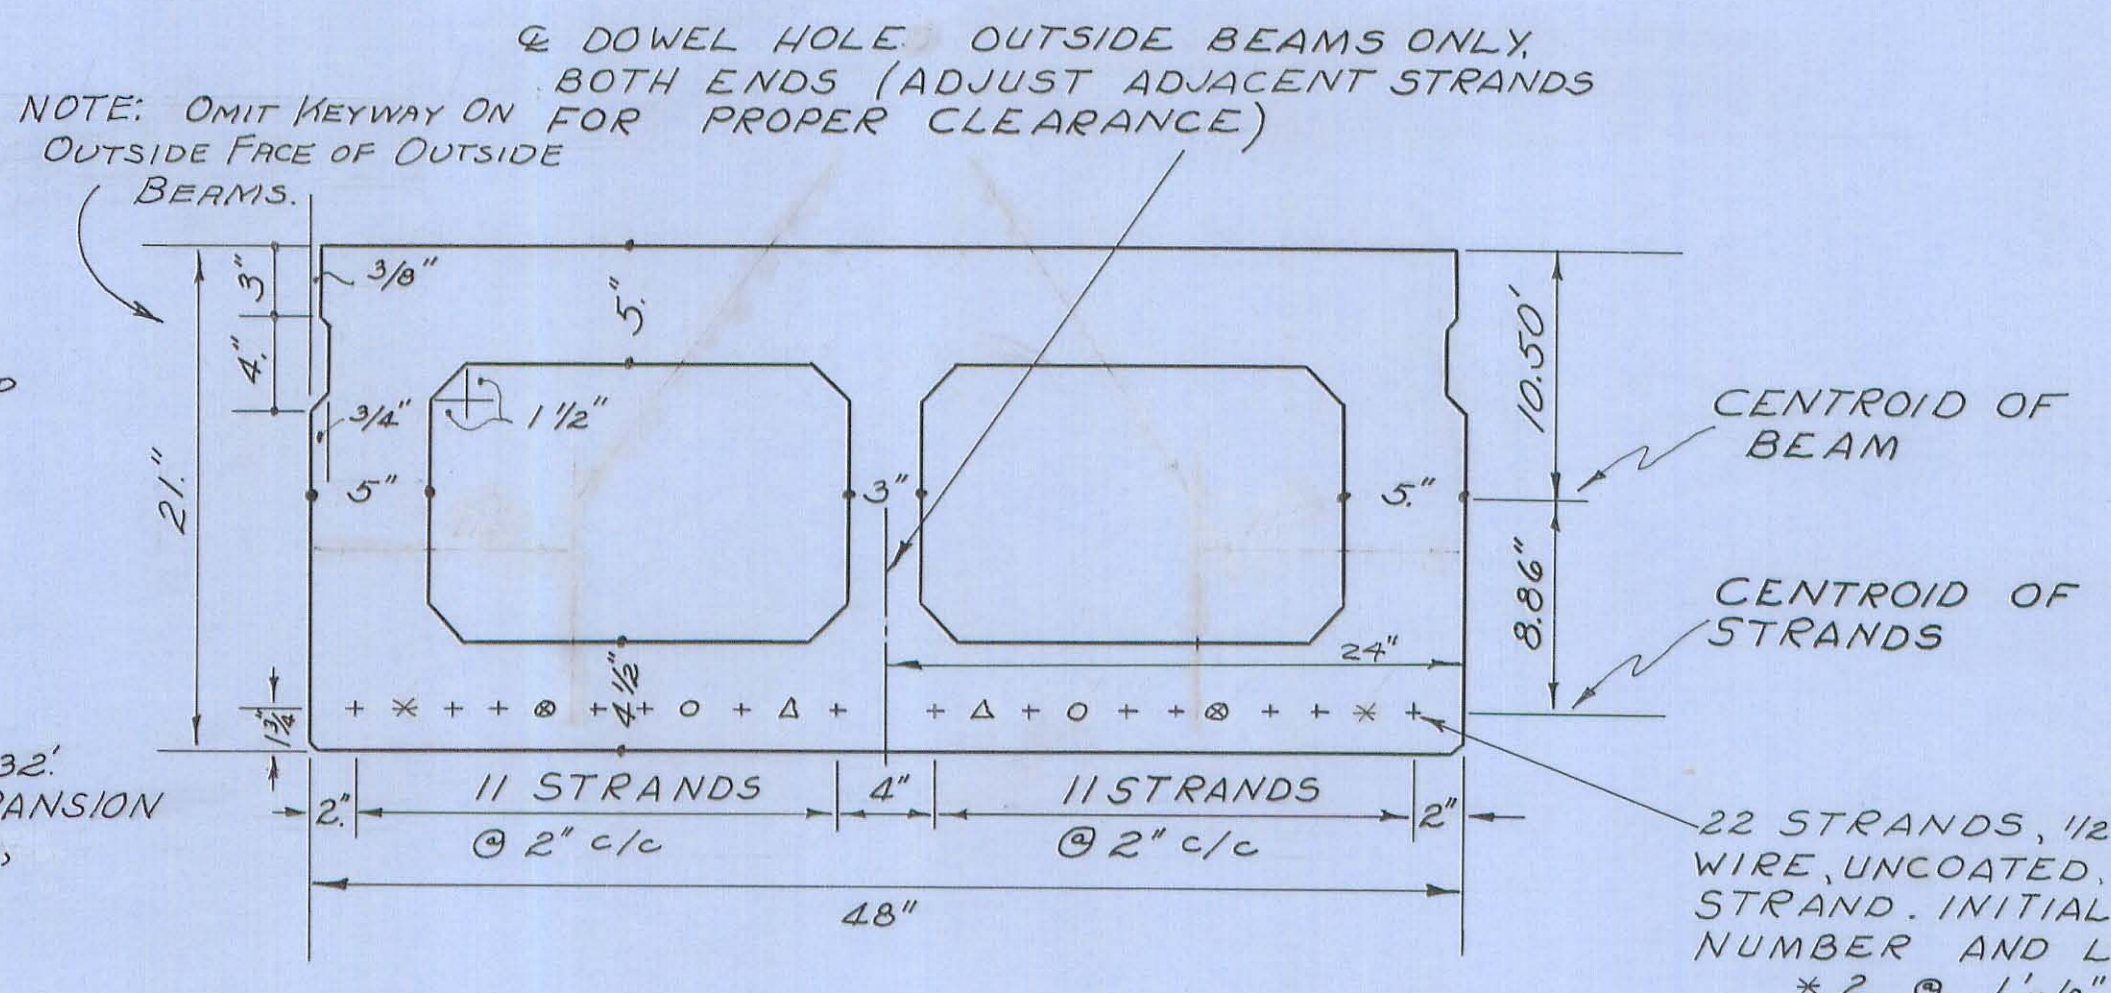 ℄ DOWEL HOLE OUTSIDE BEAMS ONLY,
BOTH ENDS (ADJUST ADJACENT STRANDS
FOR PROPER CLEARANCE)
NOTE: OMIT KEYWAY ON
OUTSIDE FACE OF OUTSIDE
BEAMS.
3"
3/8"
5."
4."
3/4"
1 1/2"
21."
5"
3"
5."
10.50'
CENTROID OF
BEAM
8.86"
CENTROID OF
STRANDS
24"
4 1/2"
1 3/4"
32'.
PANSION
2."
11 STRANDS
@ 2" c/c
4"
11 STRANDS
@ 2" c/c
2"
48"
22 STRANDS, 1/2
WIRE, UNCOATED.
STRAND. INITIAL
NUMBER AND L
* 2 @